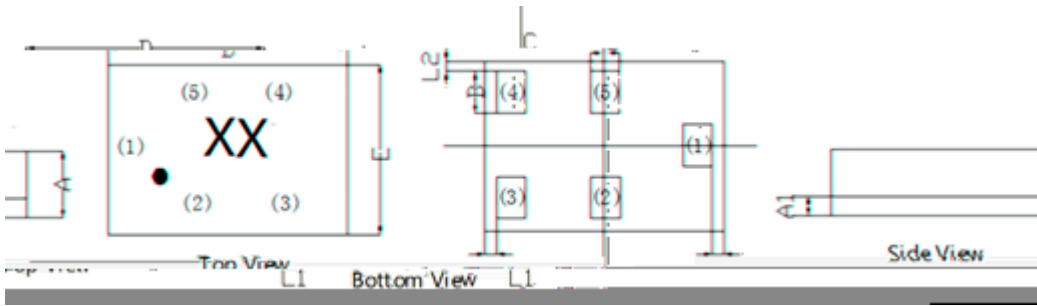 C
D
L2
(5) (4)
D
(4) (5)
(1)
XX
E
(1)
A
(2) (3)
(3) (2)
A1
Side View
Top View
L1 Bottom View L1